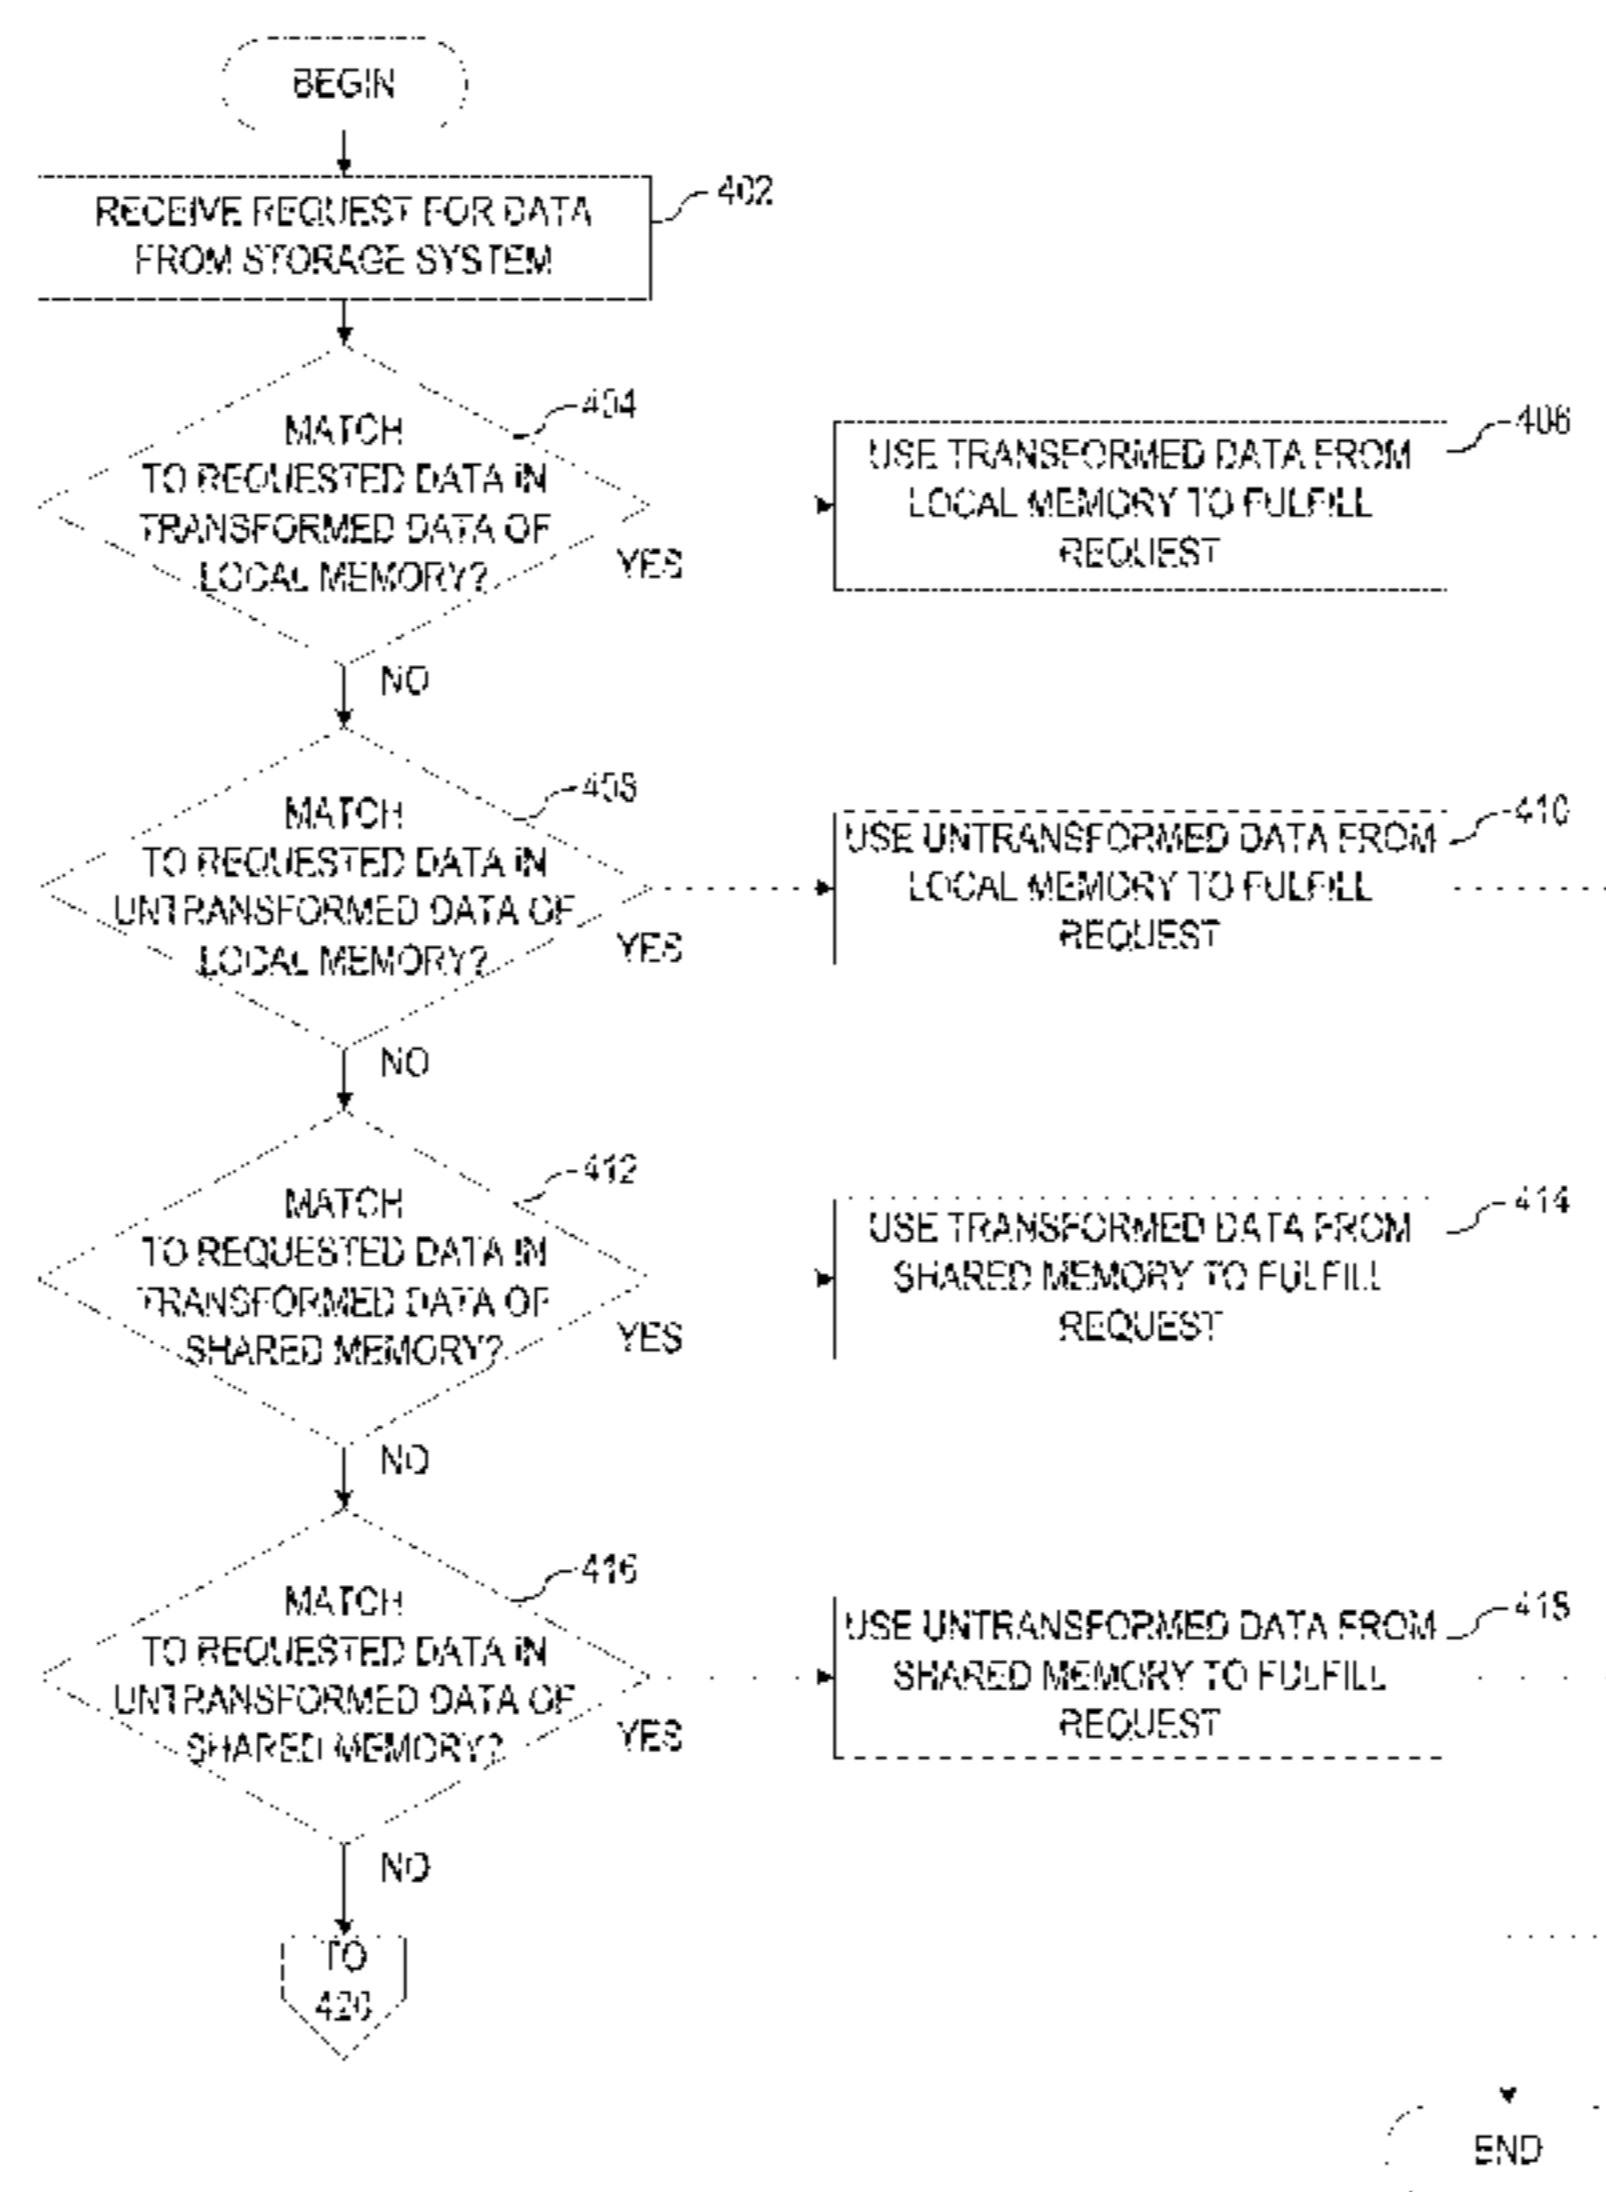 BEGIN
RECEIVE REQUEST FOR DATA
FROM STORAGE SYSTEM
402
MATCH
TO REQUESTED DATA IN
TRANSFORMED DATA OF
LOCAL MEMORY?
404
YES
NO
USE TRANSFORMED DATA FROM
LOCAL MEMORY TO FULFILL
REQUEST
406
MATCH
TO REQUESTED DATA IN
UNTRANSFORMED DATA OF
LOCAL MEMORY?
408
YES
NO
USE UNTRANSFORMED DATA FROM
LOCAL MEMORY TO FULFILL
REQUEST
410
MATCH
TO REQUESTED DATA IN
TRANSFORMED DATA OF
SHARED MEMORY?
412
YES
NO
USE TRANSFORMED DATA FROM
SHARED MEMORY TO FULFILL
REQUEST
414
MATCH
TO REQUESTED DATA IN
UNTRANSFORMED DATA OF
SHARED MEMORY?
416
YES
NO
USE UNTRANSFORMED DATA FROM
SHARED MEMORY TO FULFILL
REQUEST
418
TO
420
END